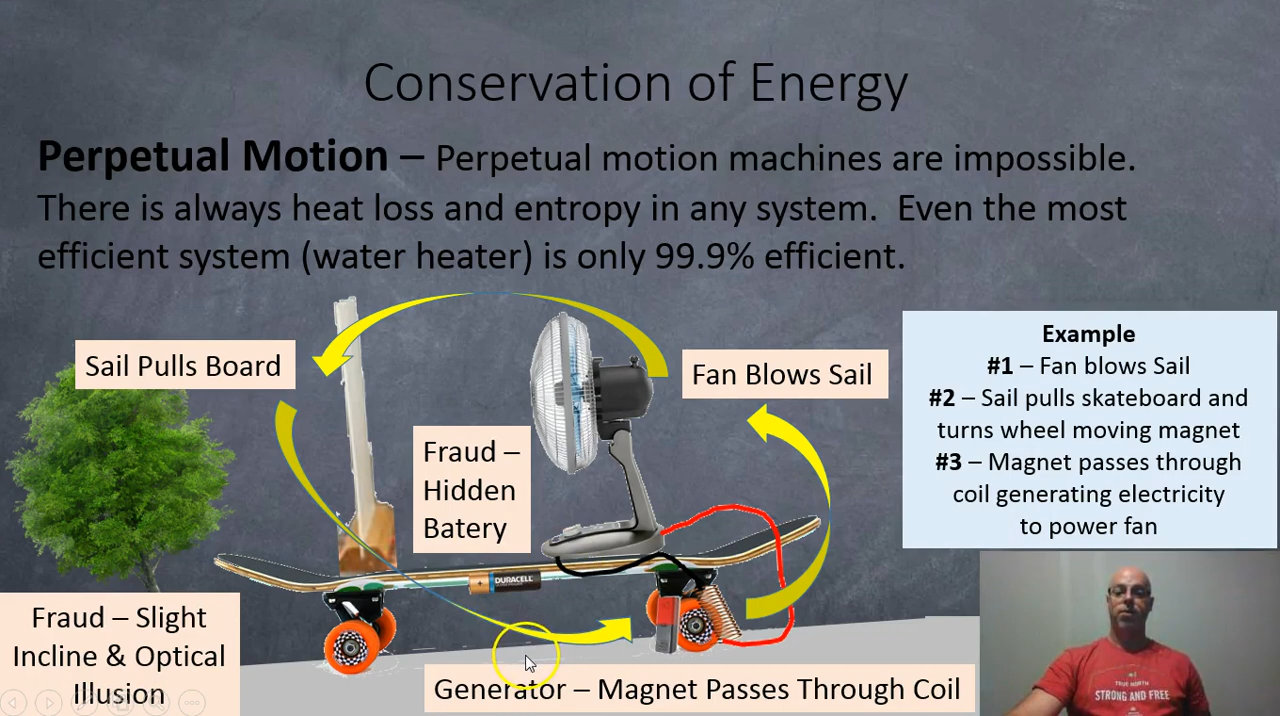 Conservation of Energy
Perpetual Motion – Perpetual motion machines are impossible.
There is always heat loss and entropy in any system. Even the most
efficient system (water heater) is only 99.9% efficient.
Sail Pulls Board
Fan Blows Sail
Fraud –
Hidden
Batery
DURACELL
Fraud – Slight
Incline & Optical
Illusion
Generator – Magnet Passes Through Coil
Example
#1 – Fan blows Sail
#2 – Sail pulls skateboard and
turns wheel moving magnet
#3 – Magnet passes through
coil generating electricity
to power fan
TRUE NORTH
STRONG AND FREE